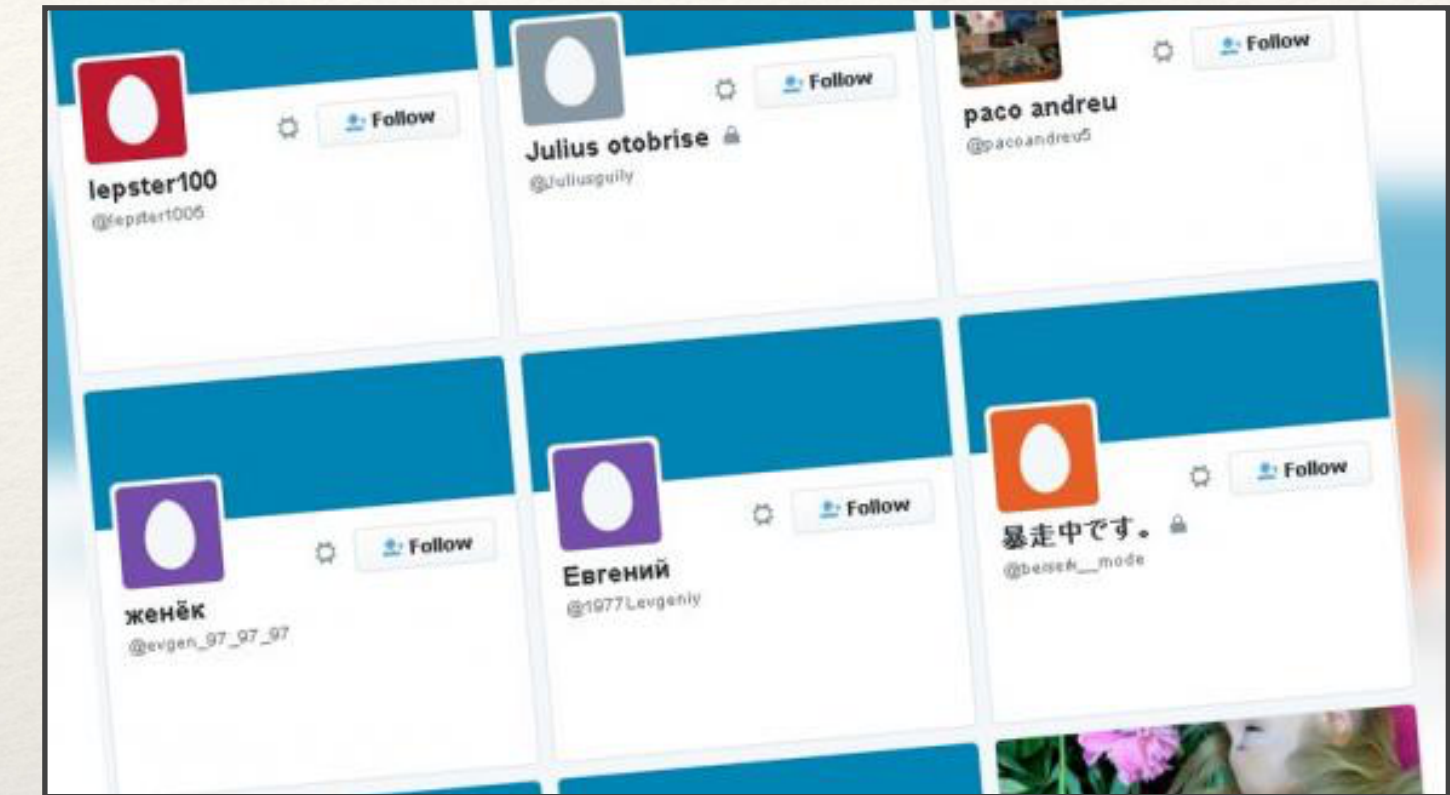 Follow
lepster100
@lepster1005
Follow
Julius otobrise
@Juliusguily
Follow
paco andreu
@pacoandreu5
Follow
женёк
@evgen_97_97_97
Follow
Евгений
@1977Levgeniy
Follow
暴走中です。